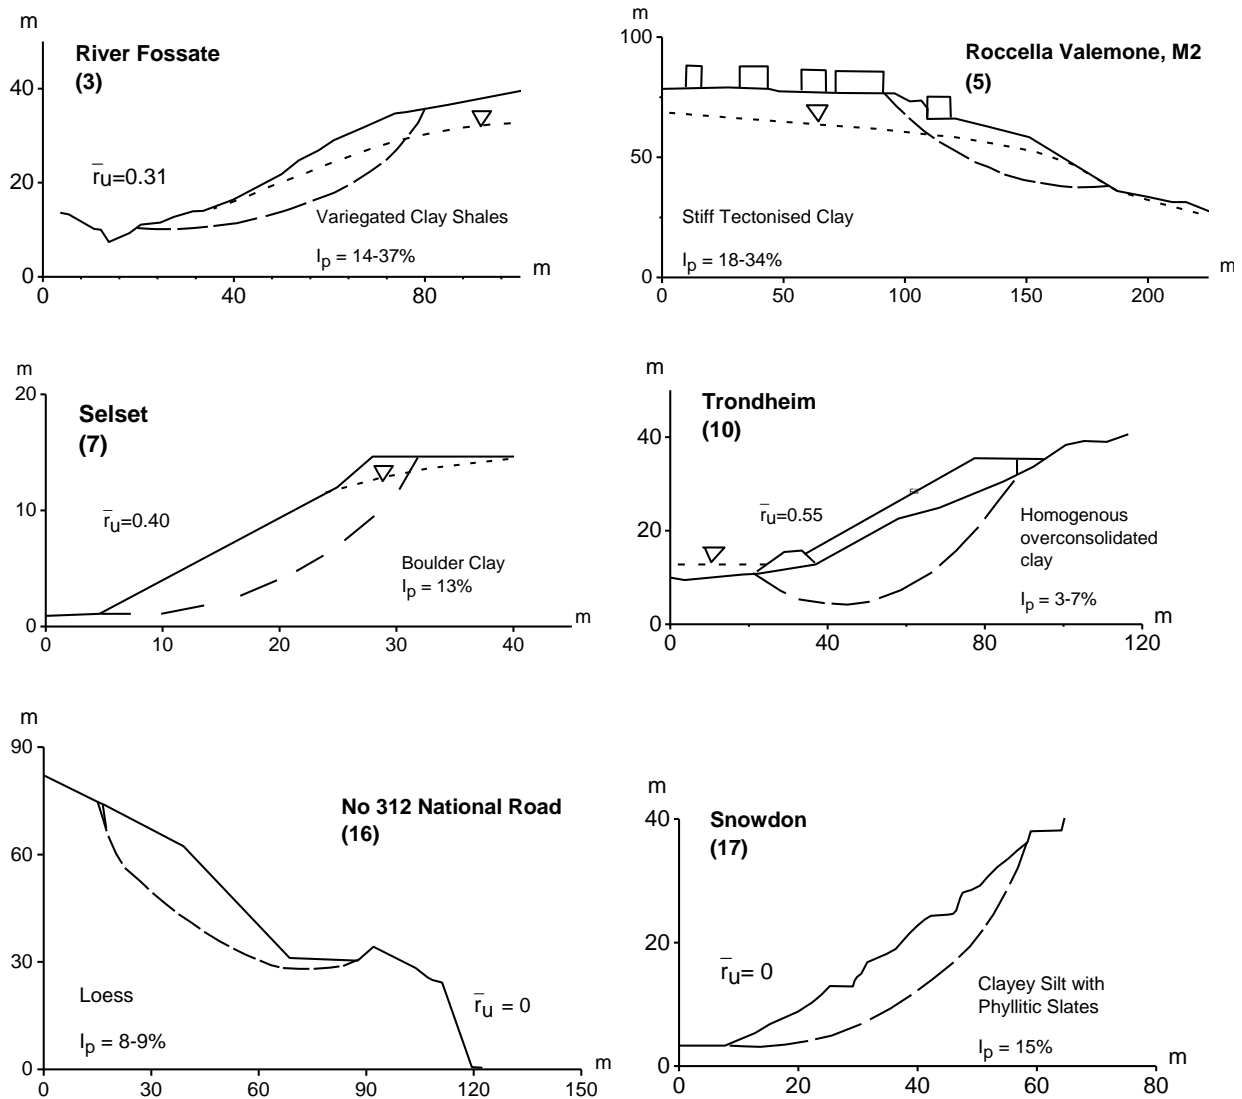 m
River Fossate
(3)
40
r̅u=0.31
20
Variegated Clay Shales
Ip = 14-37%
m
0
0
40
80
m
100
Roccella Valemone, M2
(5)
50
Stiff Tectonised Clay
Ip = 18-34%
m
0
0
50
100
150
200
m
20
Selset
(7)
10
r̅u=0.40
Boulder Clay
Ip = 13%
m
0
0
10
20
30
40
m
Trondheim
(10)
40
r̅u=0.55
Homogenous
overconsolidated
clay
20
Ip = 3-7%
m
0
0
40
80
120
m
90
No 312 National Road
(16)
60
30
Loess
r̅u = 0
Ip = 8-9%
m
0
0
30
60
90
120
150
m
40
Snowdon
(17)
20
r̅u= 0
Clayey Silt with
Phyllitic Slates
Ip = 15%
m
0
0
20
40
60
80